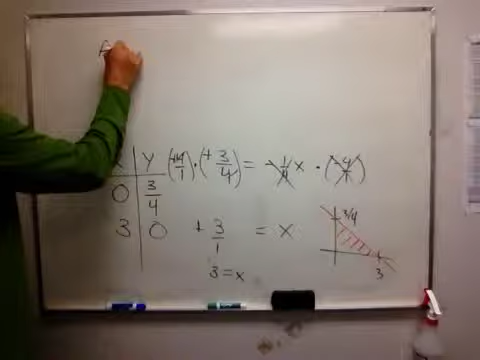 A
X Y (+4/1) · (+3/4) = -1/4 x · (-4/1)
0 3/4
3 0 + 3/1 = x
3 = x
3/4
3